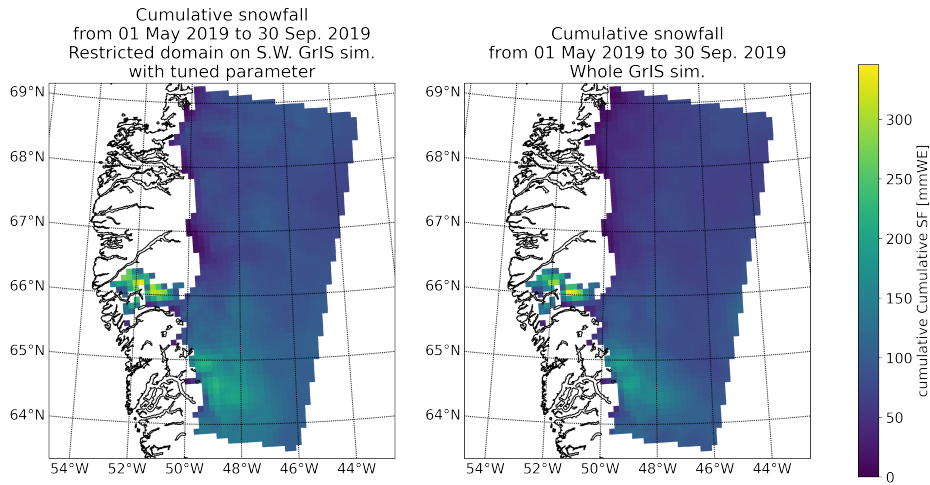 Cumulative snowfall
from 01 May 2019 to 30 Sep. 2019
Restricted domain on S.W. GrIS sim.
with tuned parameter
69°N
68°N
67°N
66°N
65°N
64°N
54°W 52°W 50°W 48°W 46°W 44°W
Cumulative snowfall
from 01 May 2019 to 30 Sep. 2019
Whole GrIS sim.
69°N
68°N
67°N
66°N
65°N
64°N
54°W 52°W 50°W 48°W 46°W 44°W
300
250
200
150
100
50
0
cumulative Cumulative SF [mmWE]